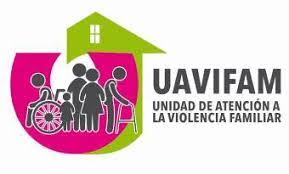 UAVIFAM
UNIDAD DE ATENCIÓN A
LA VIOLENCIA FAMILIAR